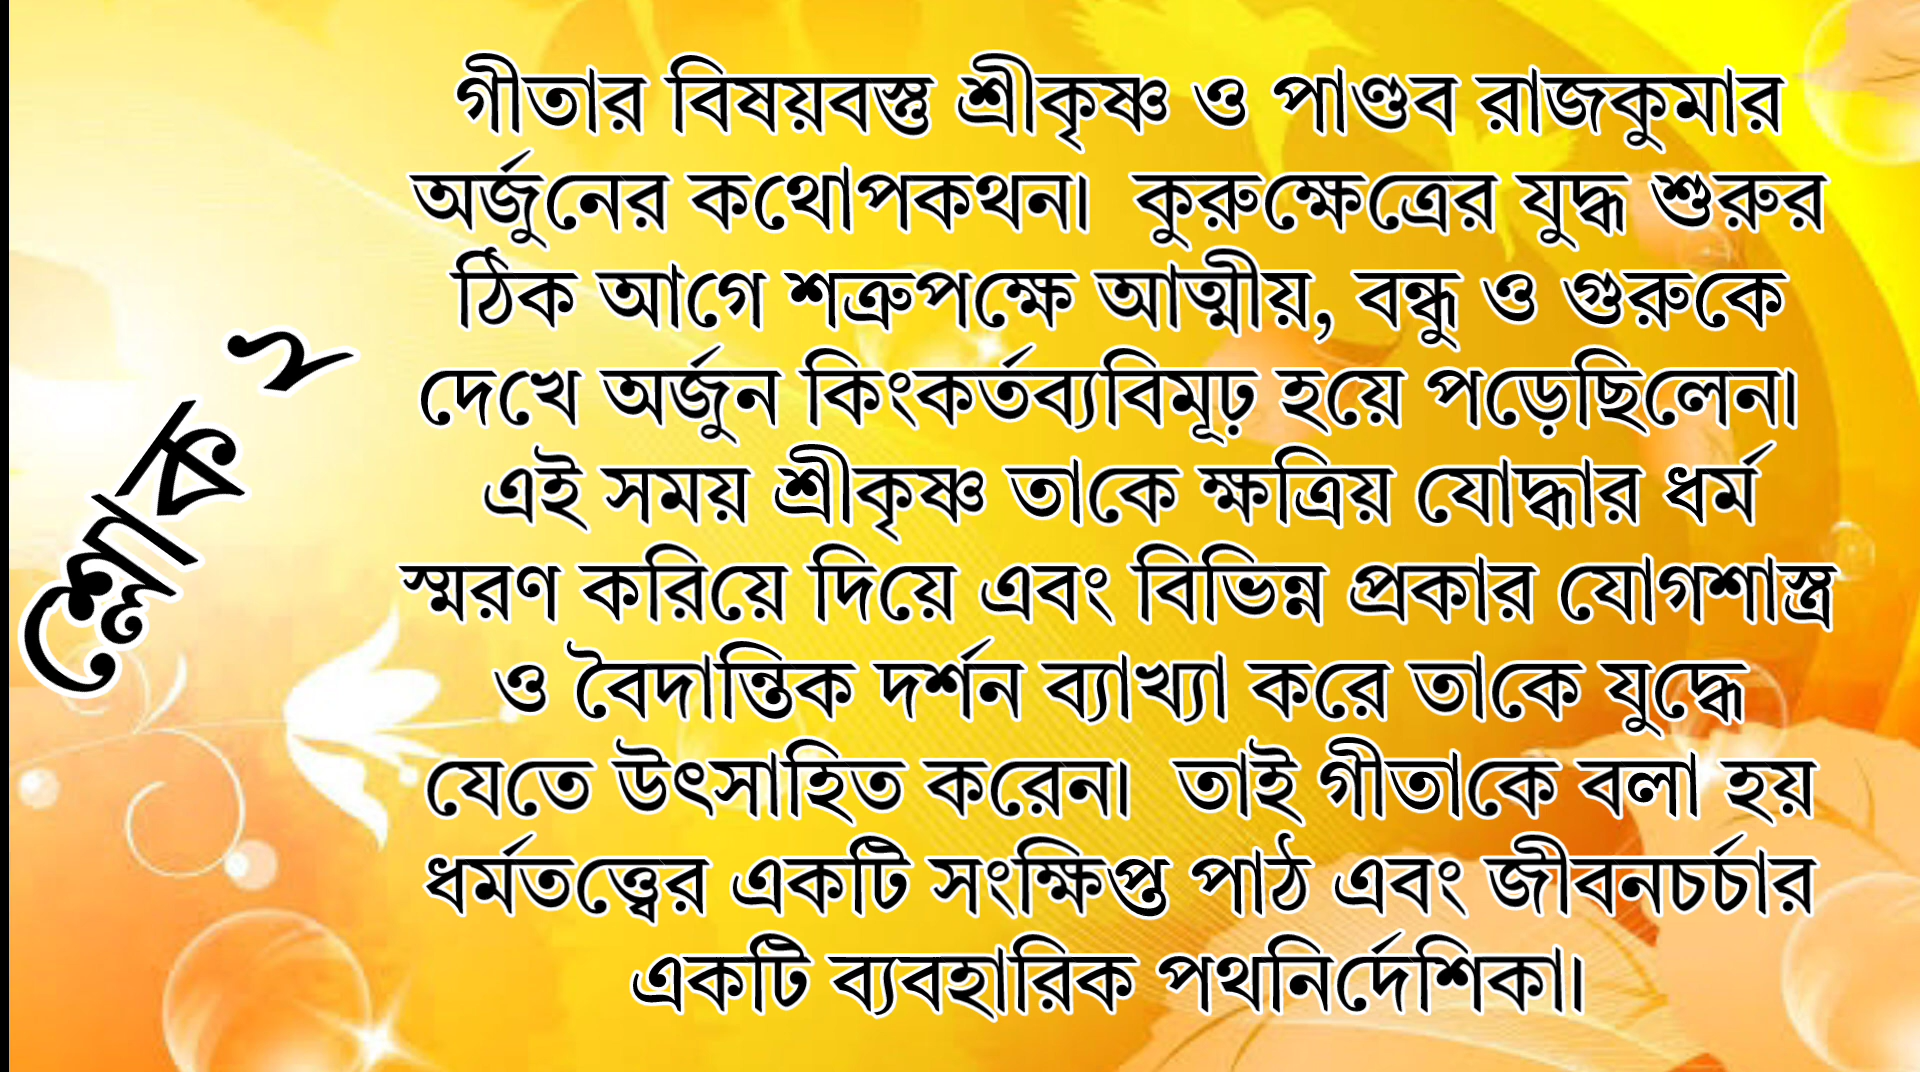 শ্লোক ২
গীতার বিষয়বস্তু শ্রীকৃষ্ণ ও পাণ্ডব রাজকুমার
অর্জুনের কথোপকথন। কুরুক্ষেত্রের যুদ্ধ শুরুর
ঠিক আগে শত্রুপক্ষে আত্মীয়, বন্ধু ও গুরুকে
দেখে অর্জুন কিংকর্তব্যবিমূঢ় হয়ে পড়েছিলেন।
এই সময় শ্রীকৃষ্ণ তাকে ক্ষত্রিয় যোদ্ধার ধর্ম
স্মরণ করিয়ে দিয়ে এবং বিভিন্ন প্রকার যোগশাস্ত্র
ও বৈদান্তিক দর্শন ব্যাখ্যা করে তাকে যুদ্ধে
যেতে উৎসাহিত করেন। তাই গীতাকে বলা হয়
ধর্মতত্ত্বের একটি সংক্ষিপ্ত পাঠ এবং জীবনচর্চার
একটি ব্যবহারিক পথনির্দেশিকা।